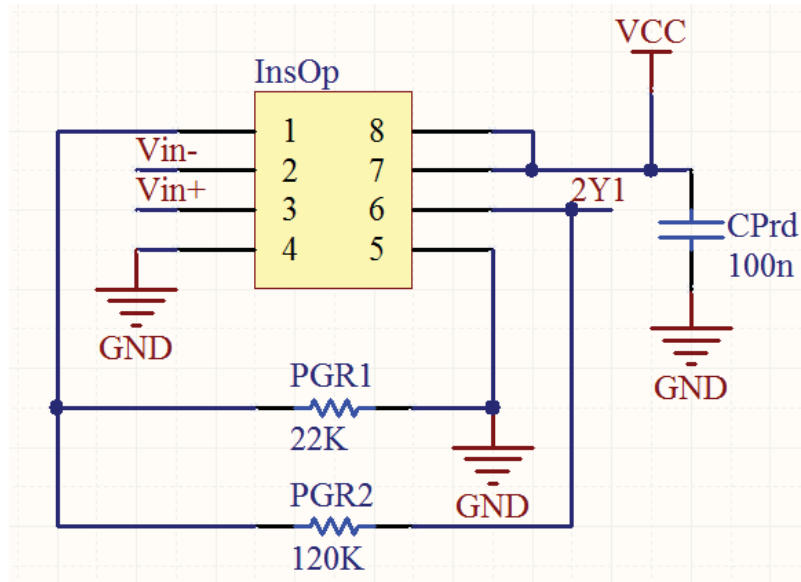 VCC
InsOp
1 8
Vin-
2 7
Vin+ 2Y1
3 6
4 5
CPrd
100n
GND
PGR1
GND
22K
PGR2 GND
120K